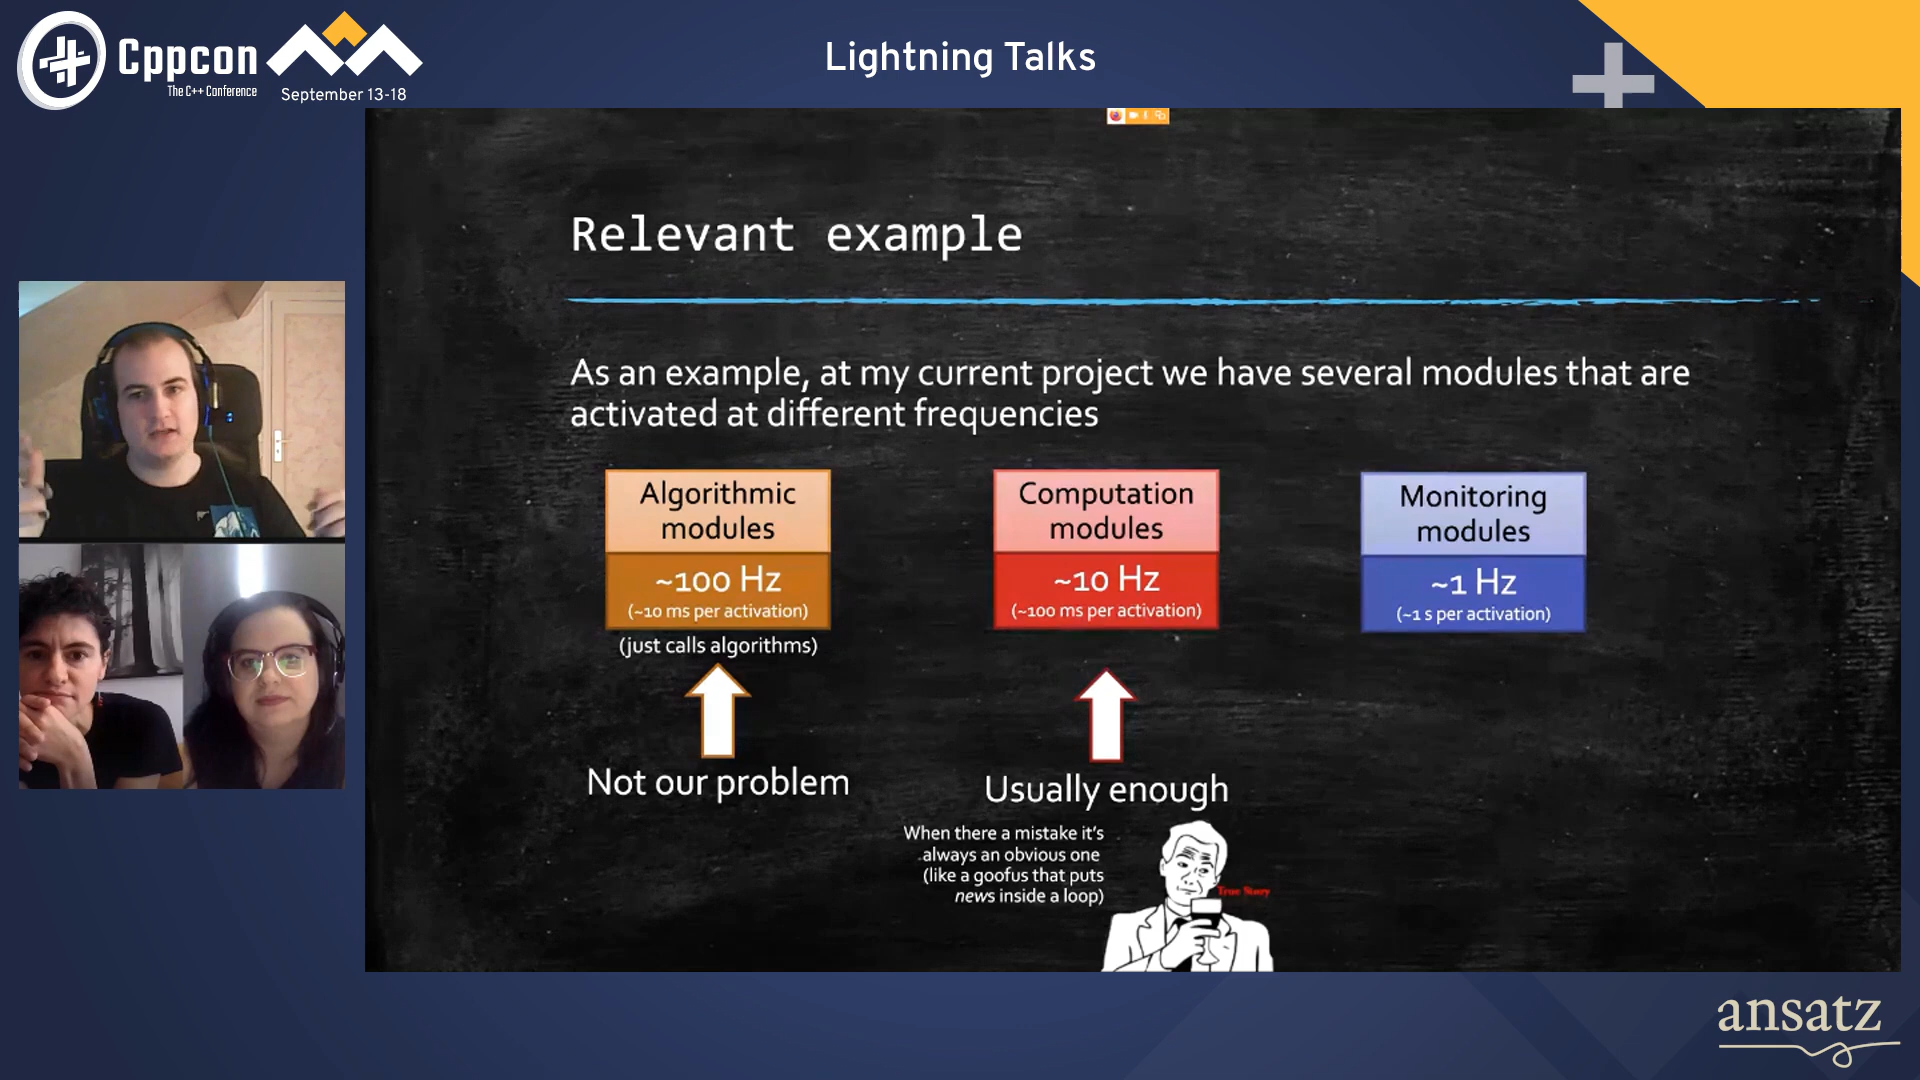 Cppcon
The C++ Conference
September 13-18
Lightning Talks
Relevant example
As an example, at my current project we have several modules that are
activated at different frequencies
Algorithmic
modules
~100 Hz
(~10 ms per activation)
(just calls algorithms)
Not our problem
Computation
modules
~10 Hz
(~100 ms per activation)
Usually enough
When there a mistake it's
always an obvious one
(like a goofus that puts
news inside a loop)
True Story
Monitoring
modules
~1 Hz
(~1 s per activation)
ansatz